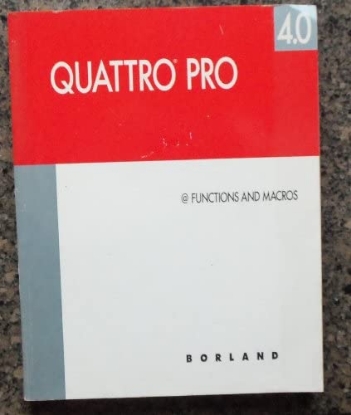 4.0
QUATTRO® PRO
@ FUNCTIONS AND MACROS
BORLAND